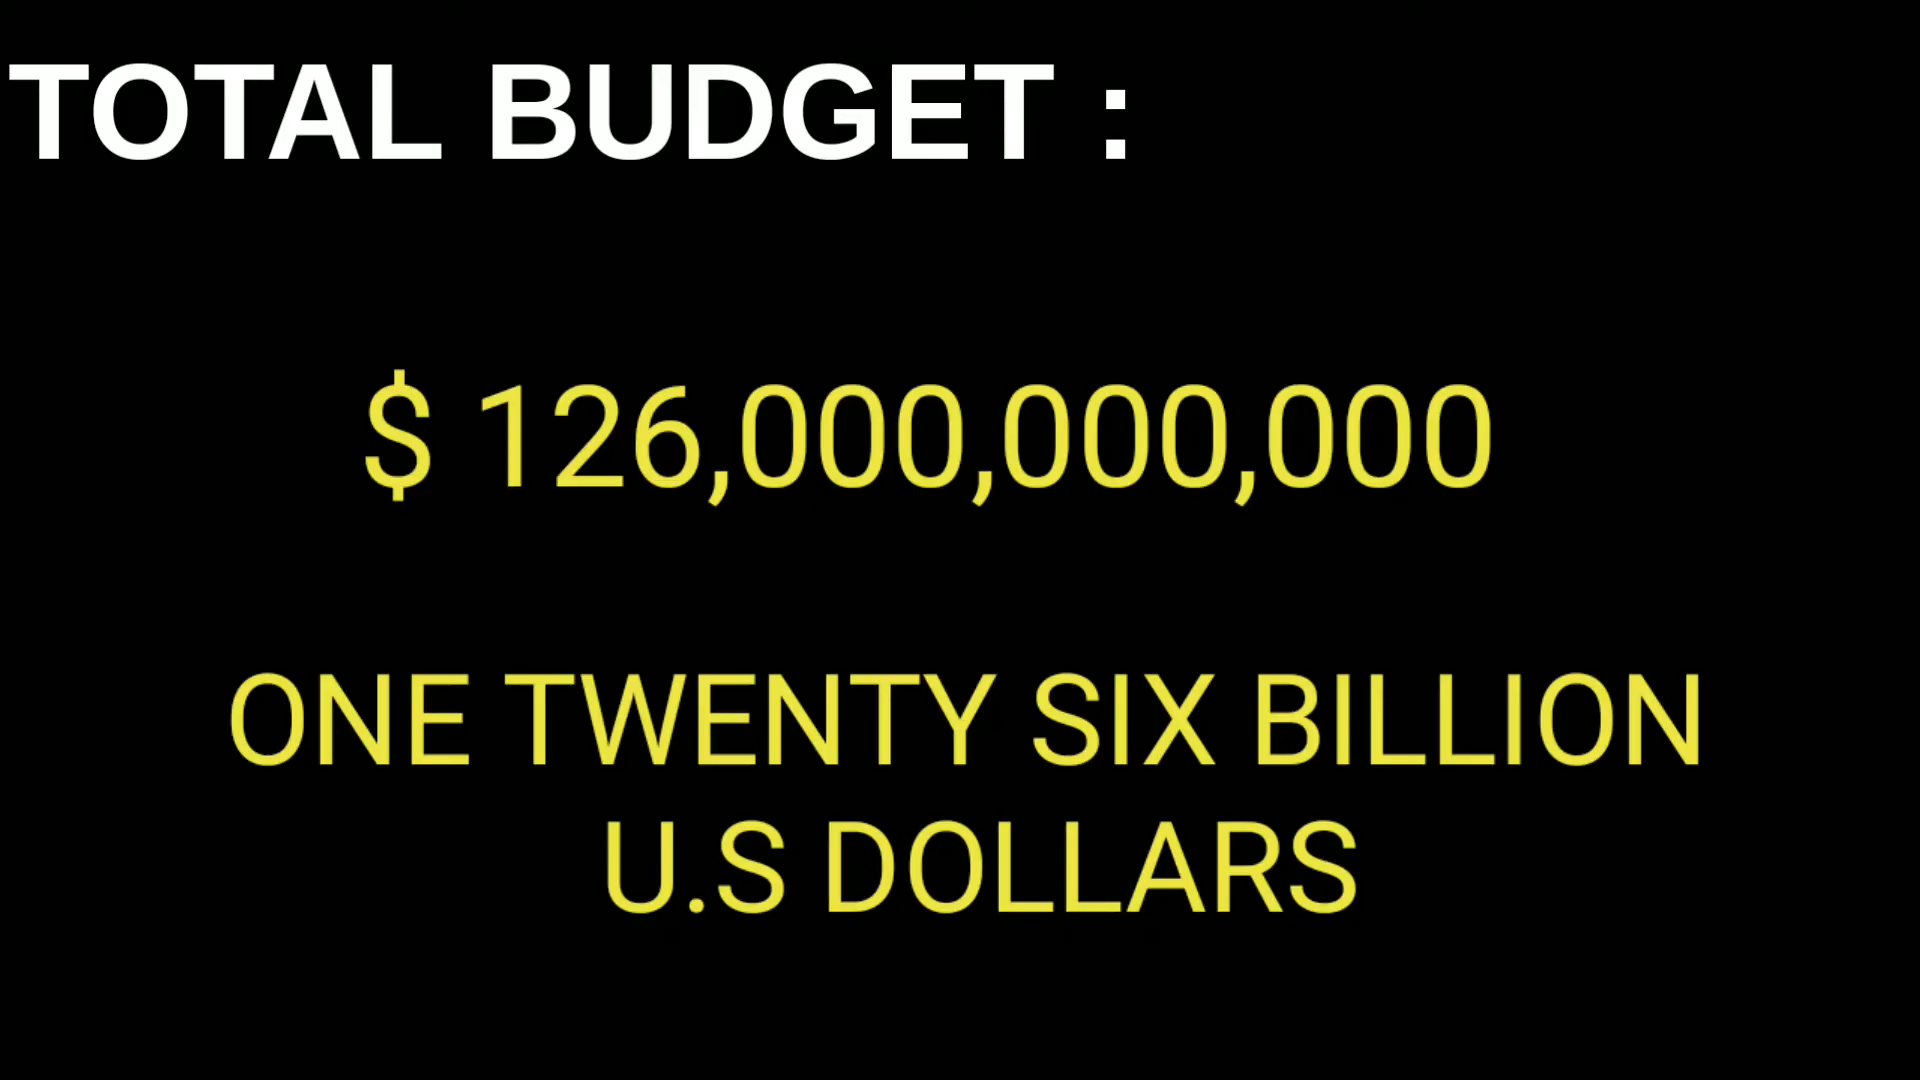 TOTAL BUDGET :
$ 126,000,000,000
ONE TWENTY SIX BILLION
U.S DOLLARS